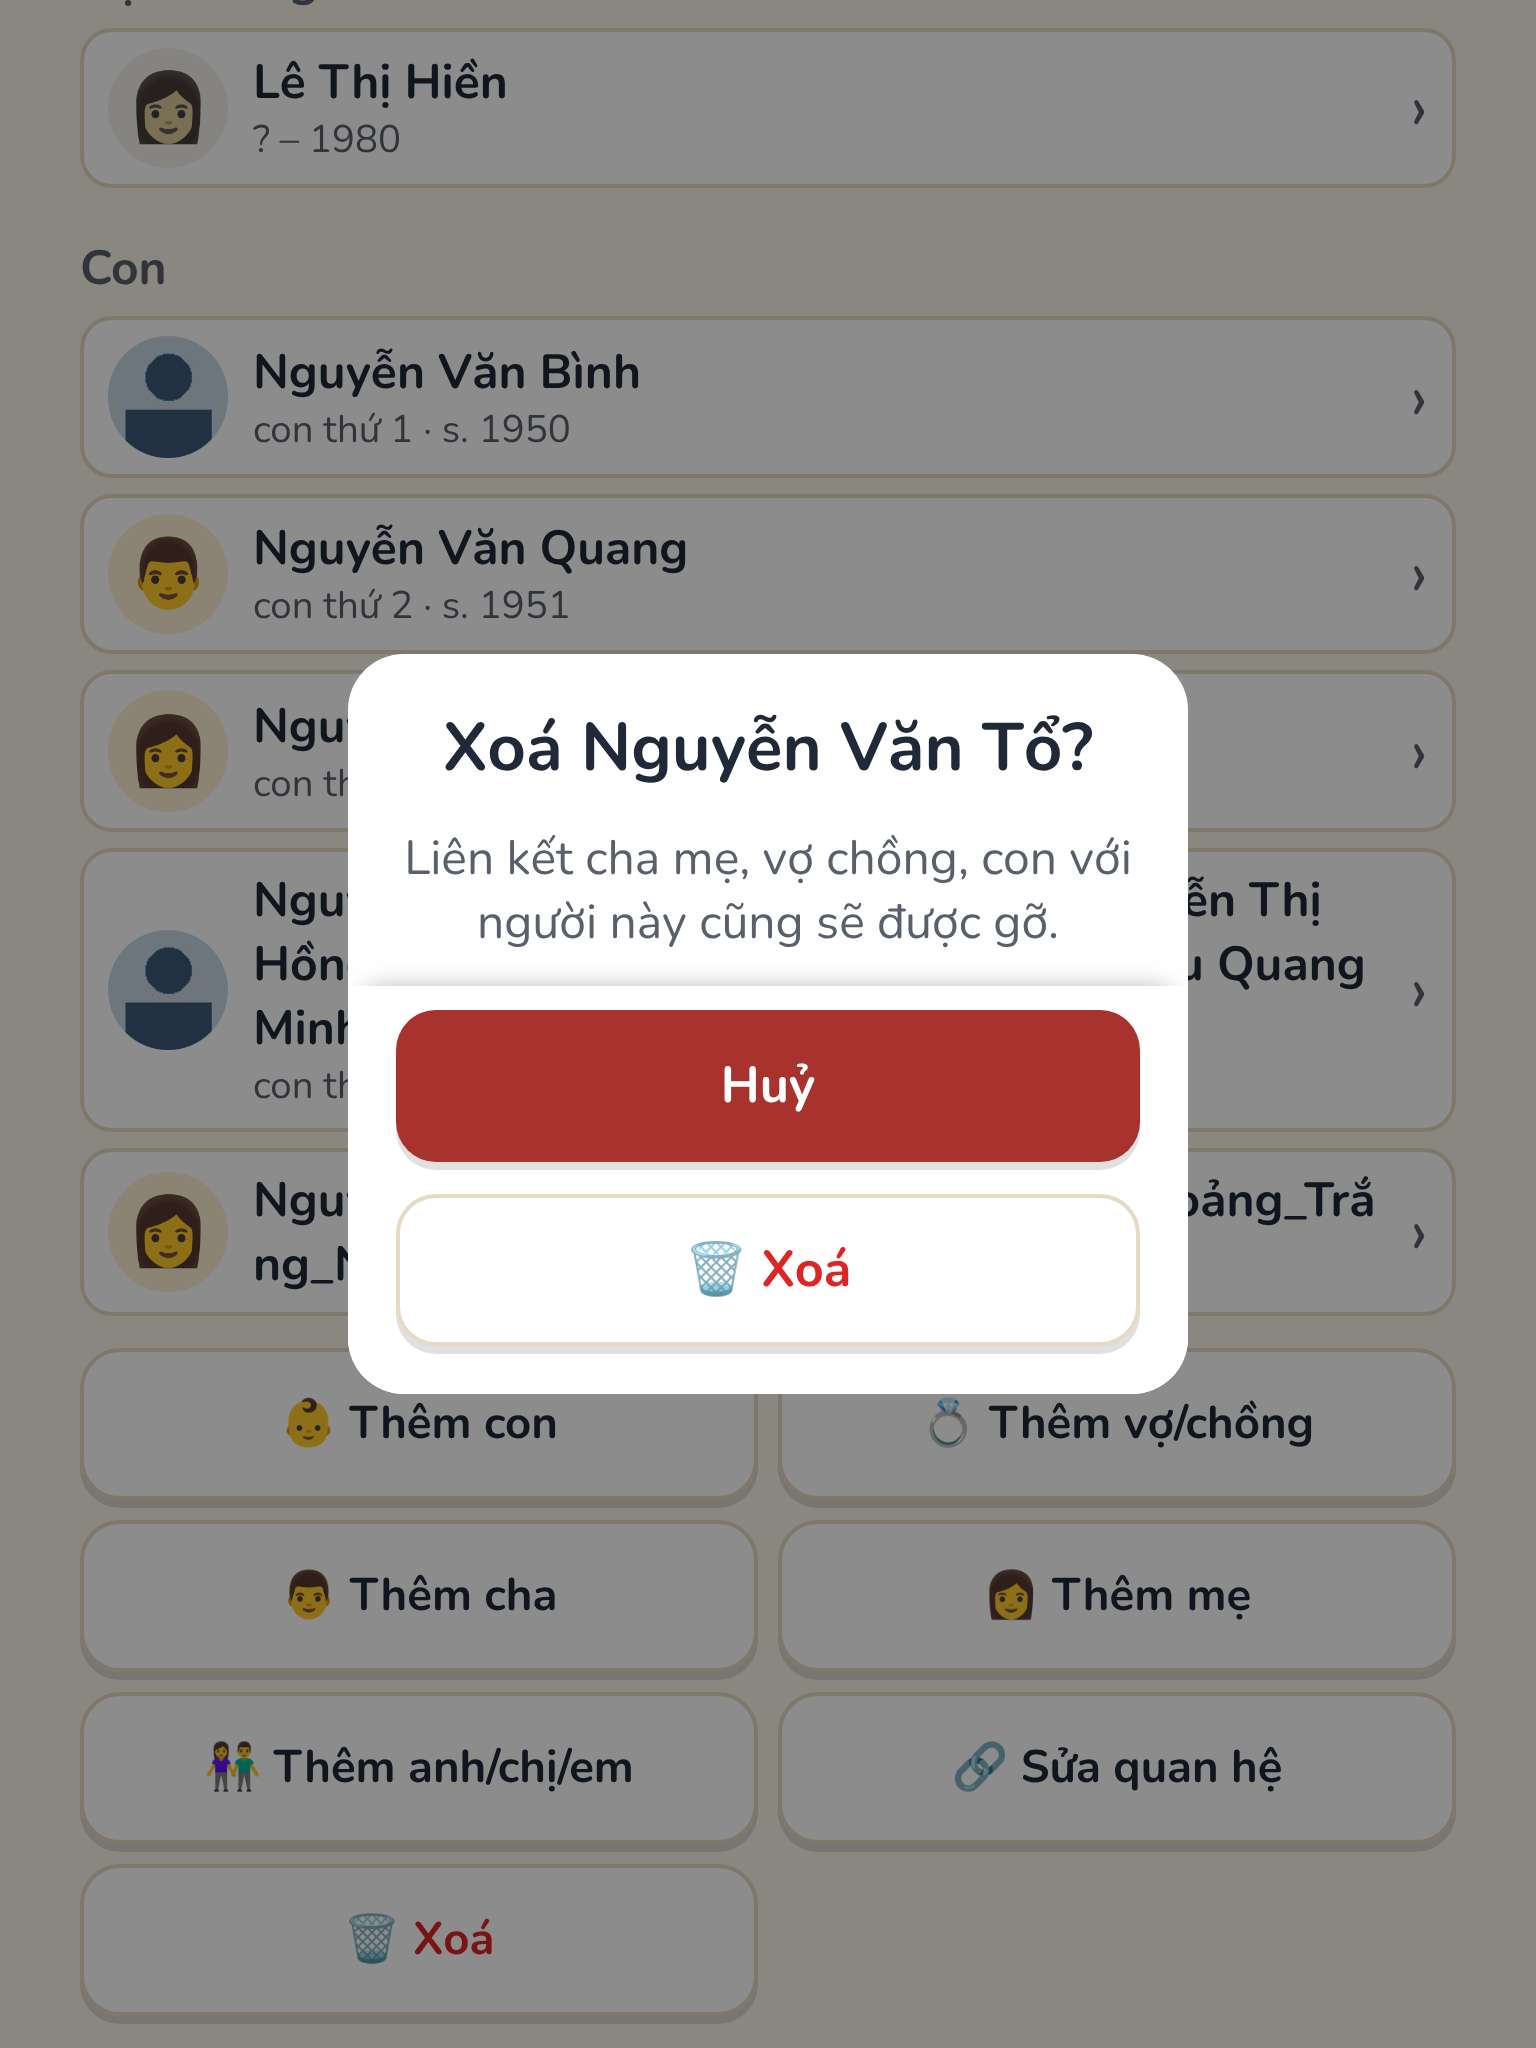 Lê Thị Hiền
? – 1980
Con
Nguyễn Văn Bình
con thứ 1 · s. 1950
Nguyễn Văn Quang
con thứ 2 · s. 1951
Xoá Nguyễn Văn Tổ?
Liên kết cha mẹ, vợ chồng, con với
người này cũng sẽ được gỡ.
Thị
Quang
Huỷ
🗑️ Xoá
👶 Thêm con
💍 Thêm vợ/chồng
👨 Thêm cha
👩 Thêm mẹ
👫 Thêm anh/chị/em
🔗 Sửa quan hệ
🗑️ Xoá